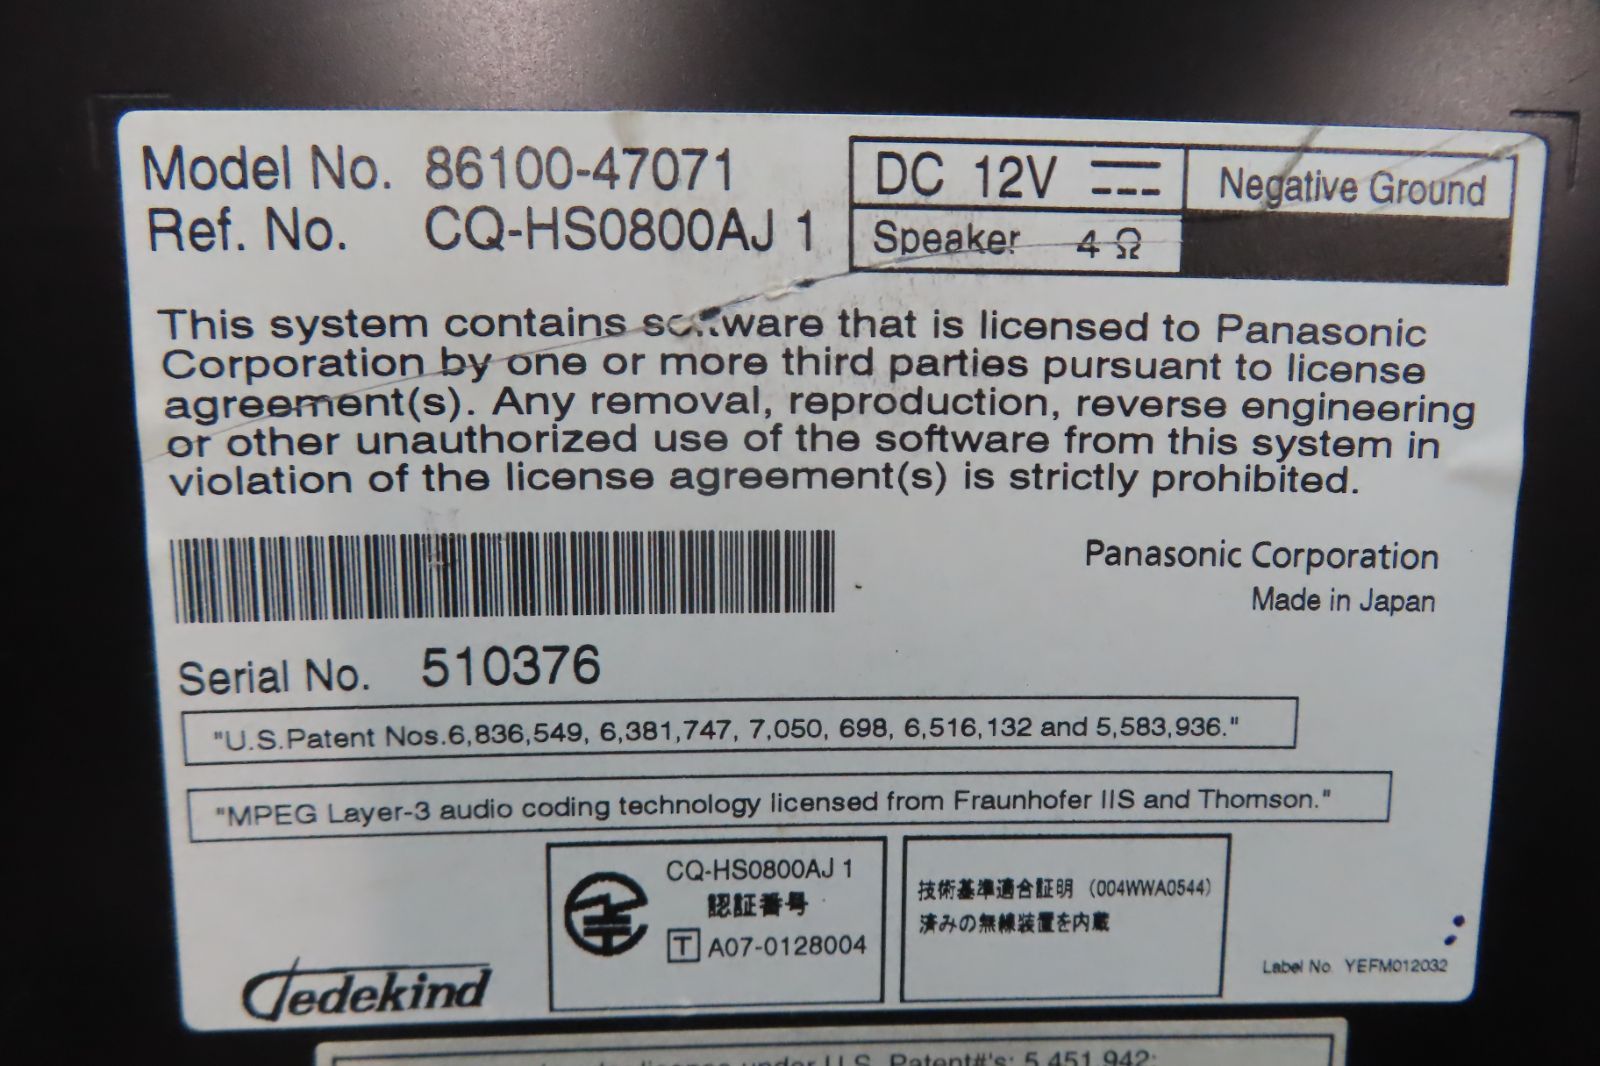 Model No. 86100-47071
Ref. No. CQ-HS0800AJ 1
DC 12V
Negative Ground
Speaker 4 Ω
This system contains software that is licensed to Panasonic
Corporation by one or more third parties pursuant to license
agreement(s). Any removal, reproduction, reverse engineering
or other unauthorized use of the software from this system in
violation of the license agreement(s) is strictly prohibited.
Panasonic Corporation
Made in Japan
Serial No. 510376
"U.S.Patent Nos.6,836,549, 6,381,747, 7,050, 698, 6,516,132 and 5,583,936."
"MPEG Layer-3 audio coding technology licensed from Fraunhofer IIS and Thomson."
CQ-HS0800AJ 1
認証番号
T A07-0128004
技術基準適合証明（004WWA0544）
済みの無線装置を内蔵
Label No. YEFM012032
Gedekind
license under U.S. Patent#'s: 5,451,942;